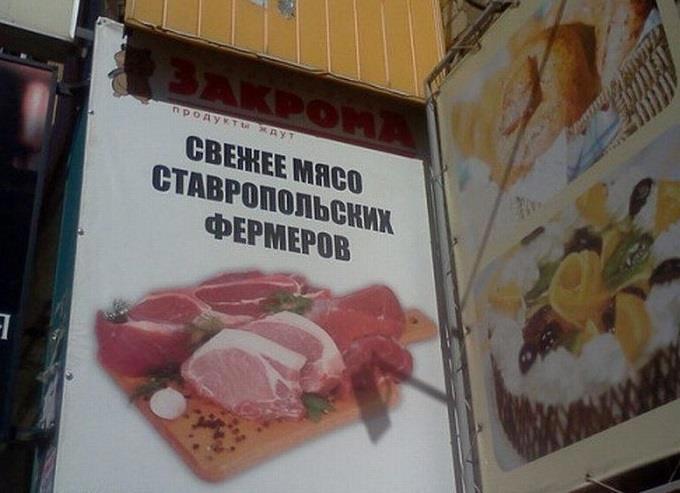 ЗАКРОМА
продукты ждут
СВЕЖЕЕ МЯСО
СТАВРОПОЛЬСКИХ
ФЕРМЕРОВ